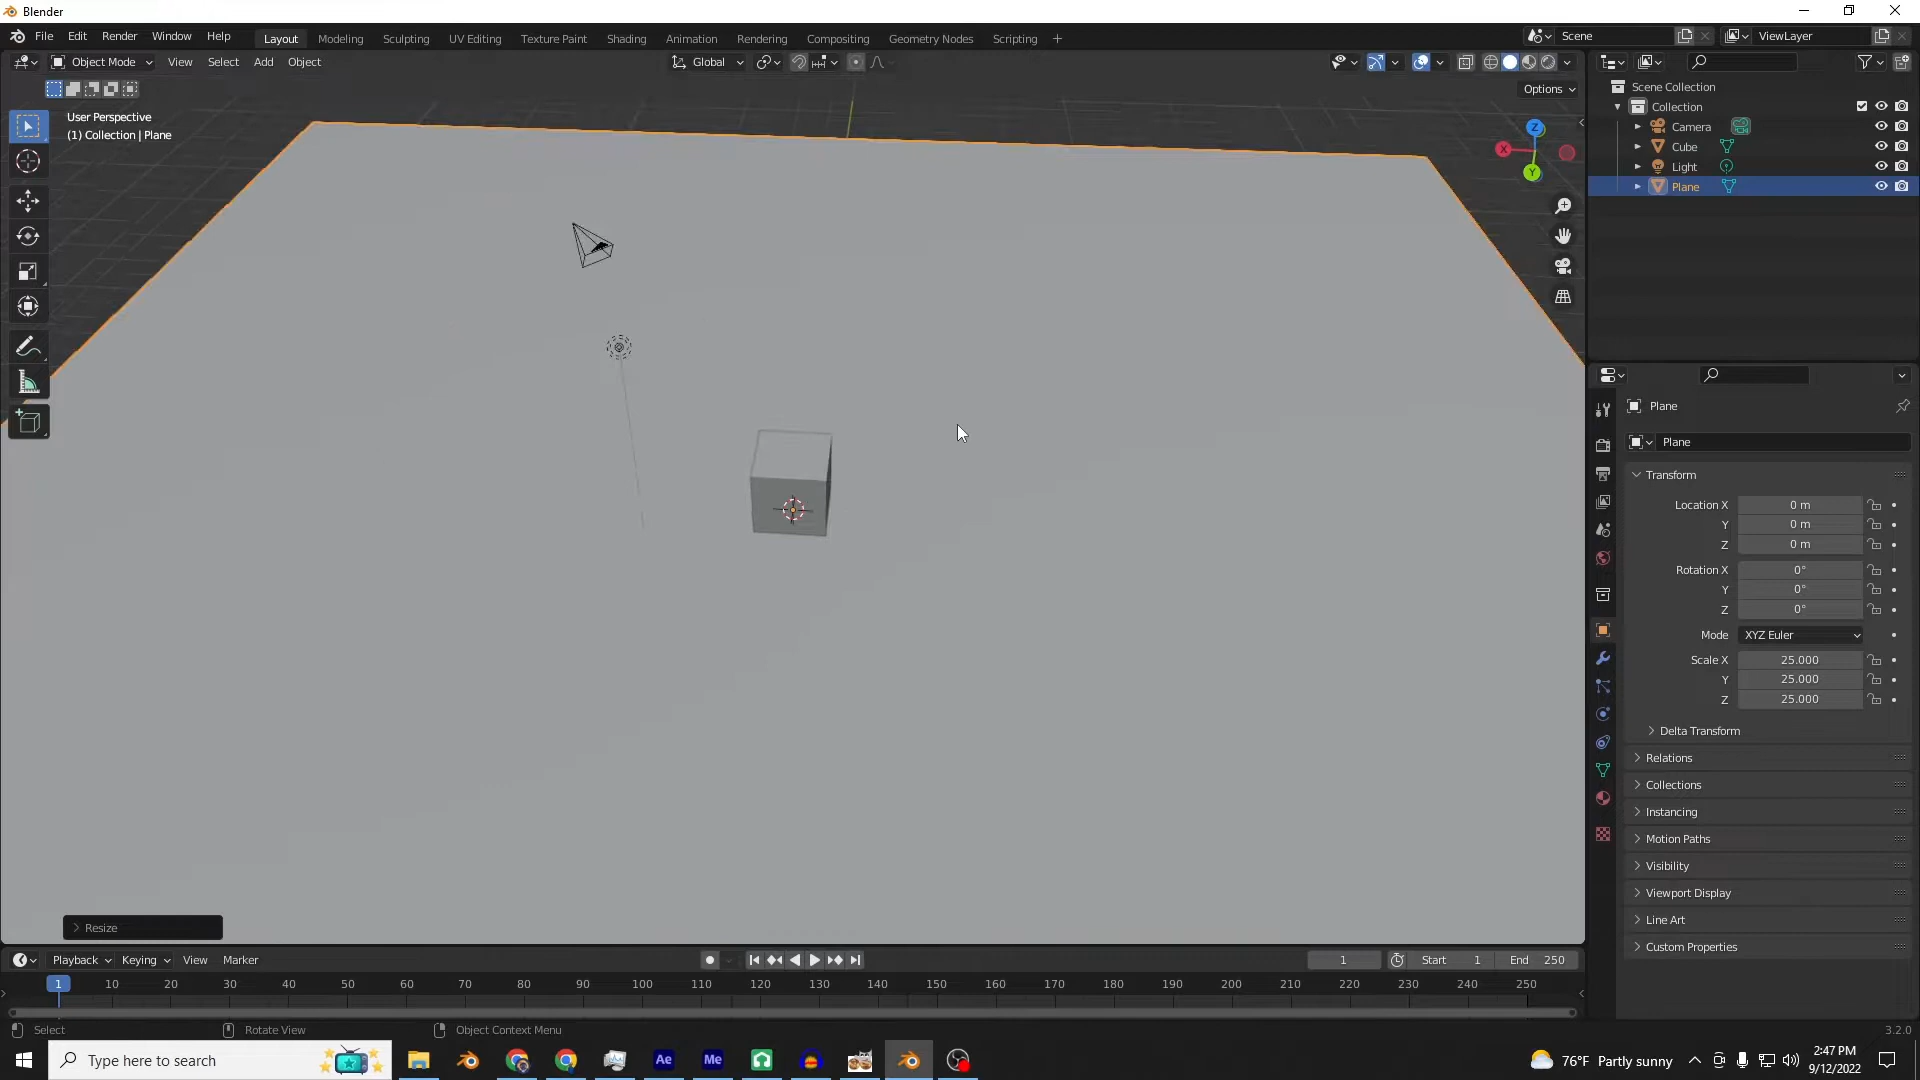 Blender
File Edit Render Window Help
Layout Modeling Sculpting UV Editing Texture Paint Shading Animation Rendering Compositing Geometry Nodes Scripting +
Scene
ViewLayer
Object Mode View Select Add Object
Global
Options
User Perspective
(1) Collection | Plane
Z
X
Y
Scene Collection
Collection
Camera
Cube
Light
Plane
Plane
Plane
Transform
Location X 0 m
Y 0 m
Z 0 m
Rotation X 0°
Y 0°
Z 0°
Mode XYZ Euler
Scale X 25.000
Y 25.000
Z 25.000
Delta Transform
Relations
Collections
Instancing
Motion Paths
Visibility
Viewport Display
Line Art
Custom Properties
Resize
Playback Keying View Marker
1
Start 1 End 250
1 10 20 30 40 50 60 70 80 90 100 110 120 130 140 150 160 170 180 190 200 210 220 230 240 250
Select Rotate View Object Context Menu
3.2.0
Type here to search
Ae Me
76°F Partly sunny
2:47 PM
9/12/2022